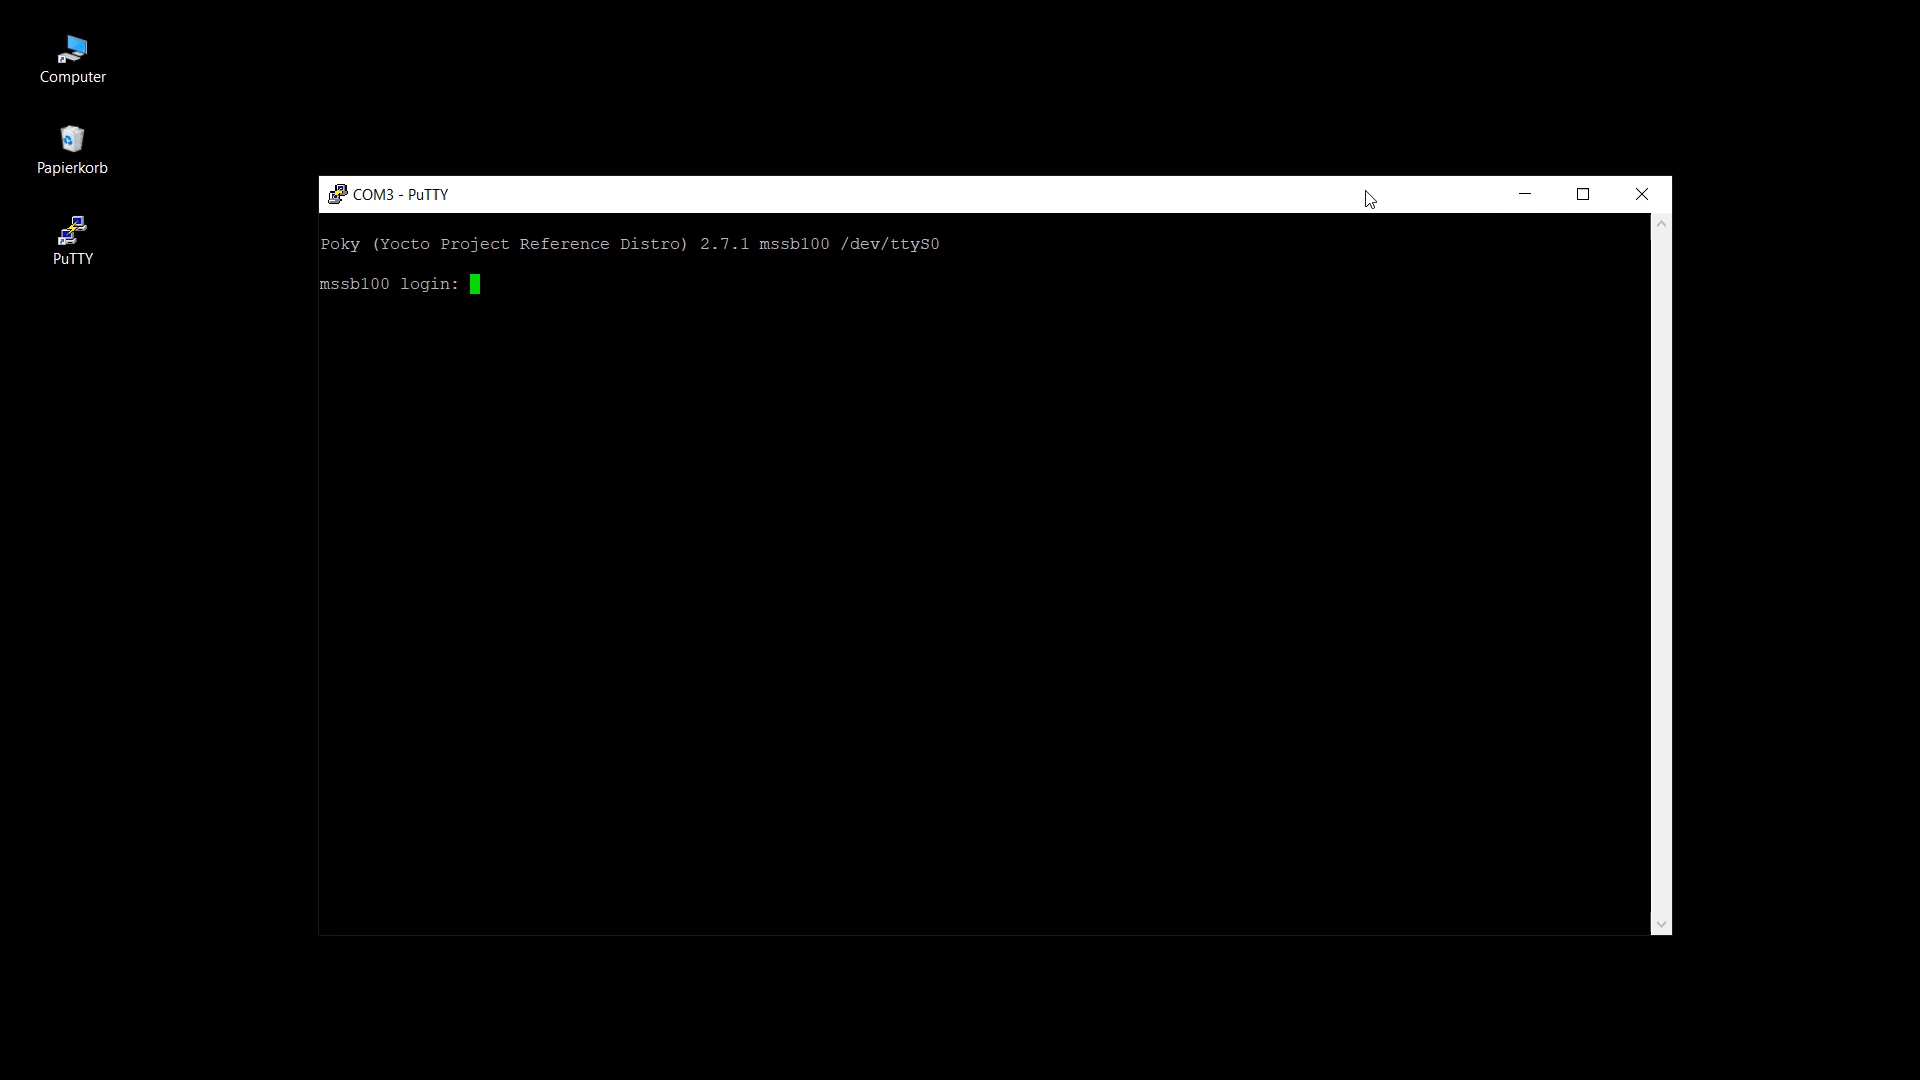 Computer
Papierkorb
PuTTY
COM3 - PuTTY
Poky (Yocto Project Reference Distro) 2.7.1 mssb100 /dev/ttyS0
mssb100 login: